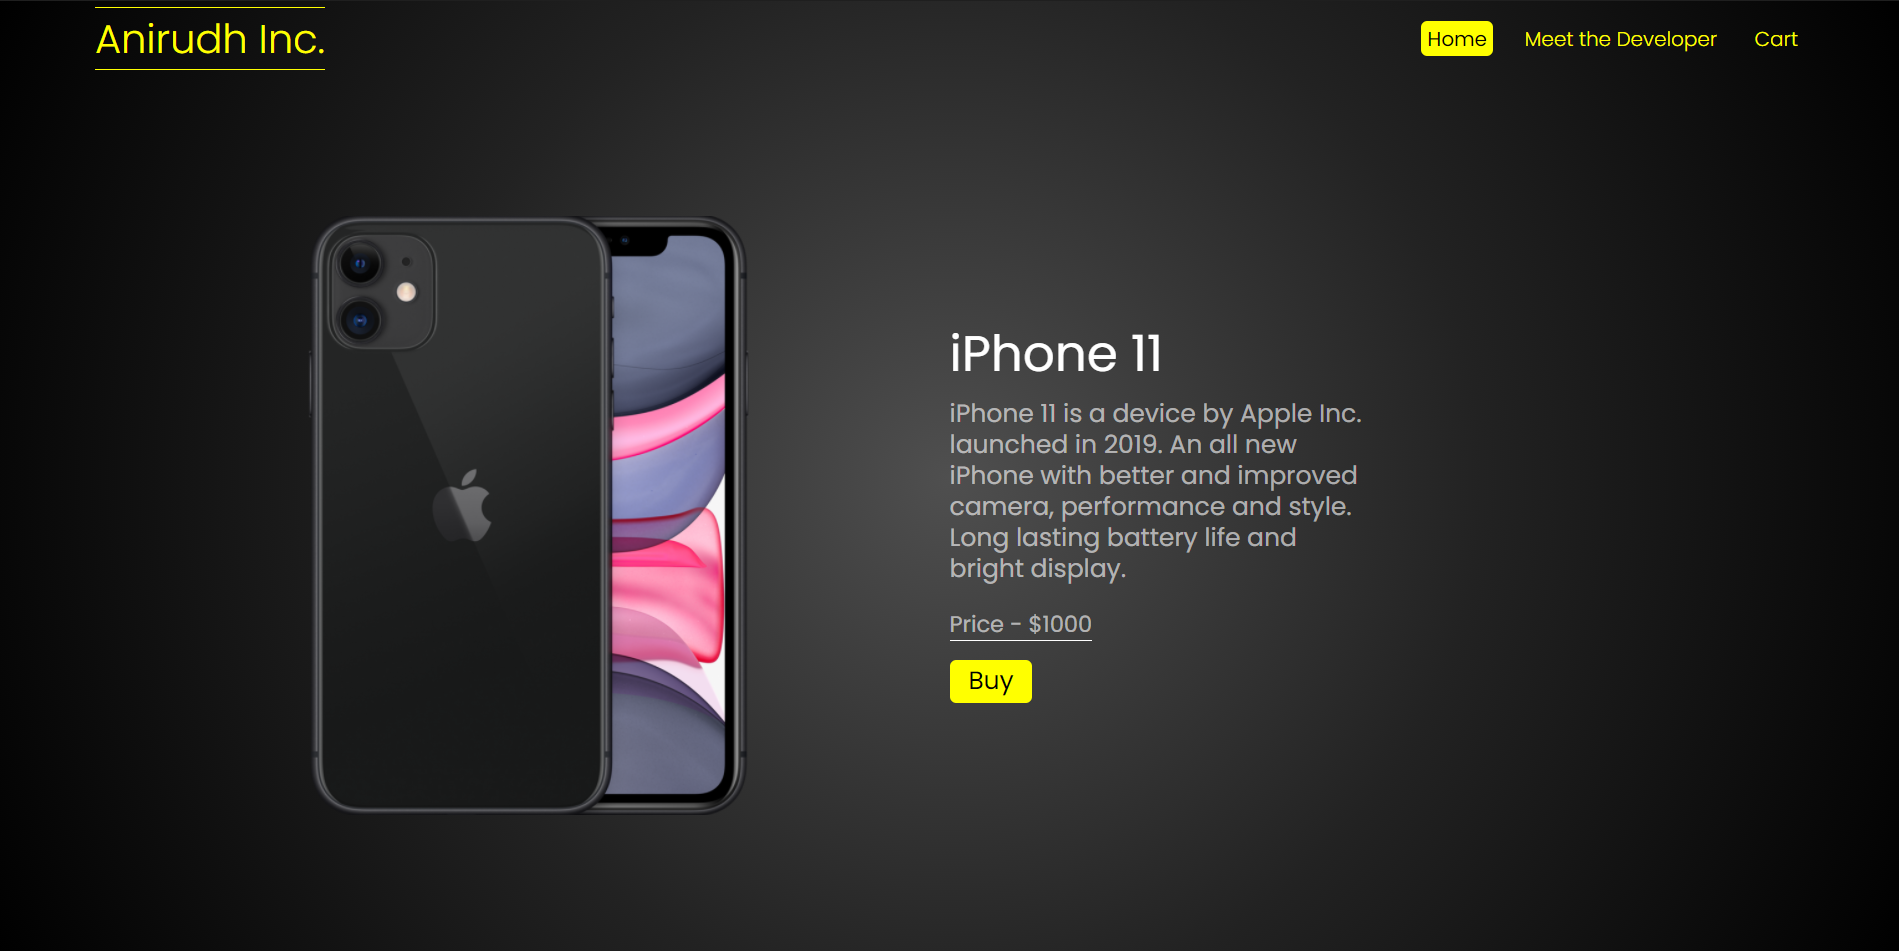 Anirudh Inc.
Home
Meet the Developer
Cart
iPhone 11
iPhone 11 is a device by Apple Inc.
launched in 2019. An all new
iPhone with better and improved
camera, performance and style.
Long lasting battery life and
bright display.
Price - $1000
Buy